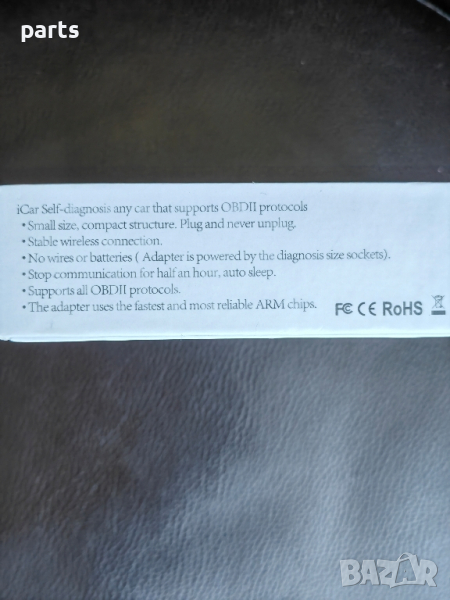 parts
iCar Self-diagnosis any car that supports OBDII protocols
•Small size, compact structure. Plug and never unplug.
•Stable wireless connection.
•No wires or batteries ( Adapter is powered by the diagnosis size sockets).
•Stop communication for half an hour, auto sleep.
•Supports all OBDII protocols.
•The adapter uses the fastest and most reliable ARM chips.
FC CE RoHS
BAZAR.BG